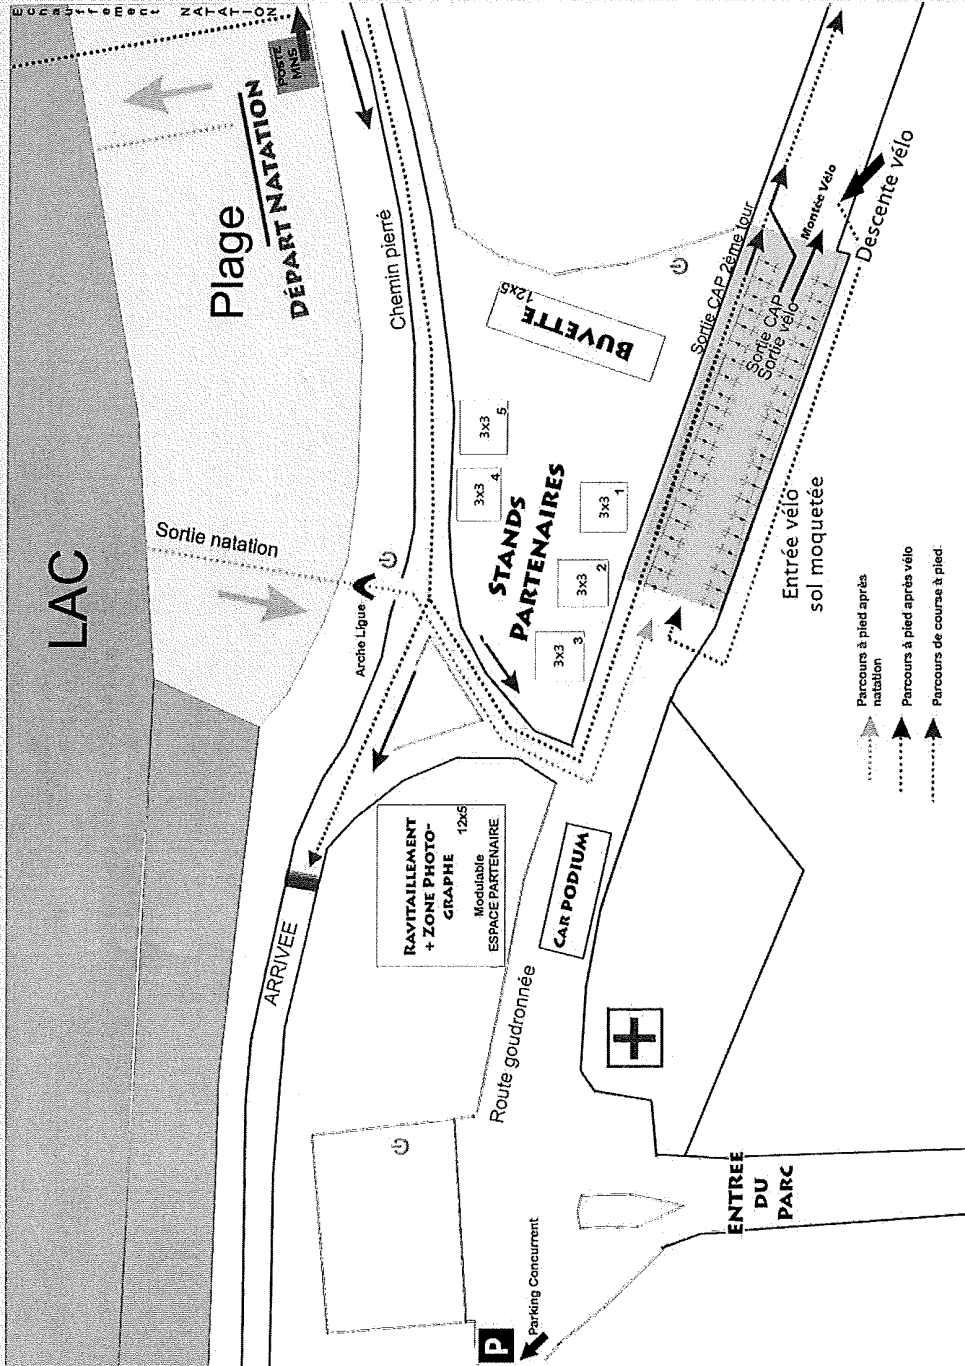 Echauffement NATATION
POSTE
MNS
LAC
Plage
DÉPART NATATION
Chemin pierré
Sortie natation
Arche Ligue
BUVETTE
12x5
3x3
5
3x3
4
3x3
1
3x3
2
3x3
3
STANDS
PARTENAIRES
Sortie CAP 2ème tour
Sortie CAP
Sortie vélo
Montée Vélo
Descente vélo
Entrée vélo
sol moquetée
ARRIVEE
RAVITAILLEMENT
+ ZONE PHOTO-
GRAPHE
12x5
Modulable
ESPACE PARTENAIRE
CAR PODIUM
Route goudronnée
ENTREE
DU
PARC
P
Parking Concurrent
Parcours à pied après
natation
Parcours à pied après vélo
Parcours de course à pied